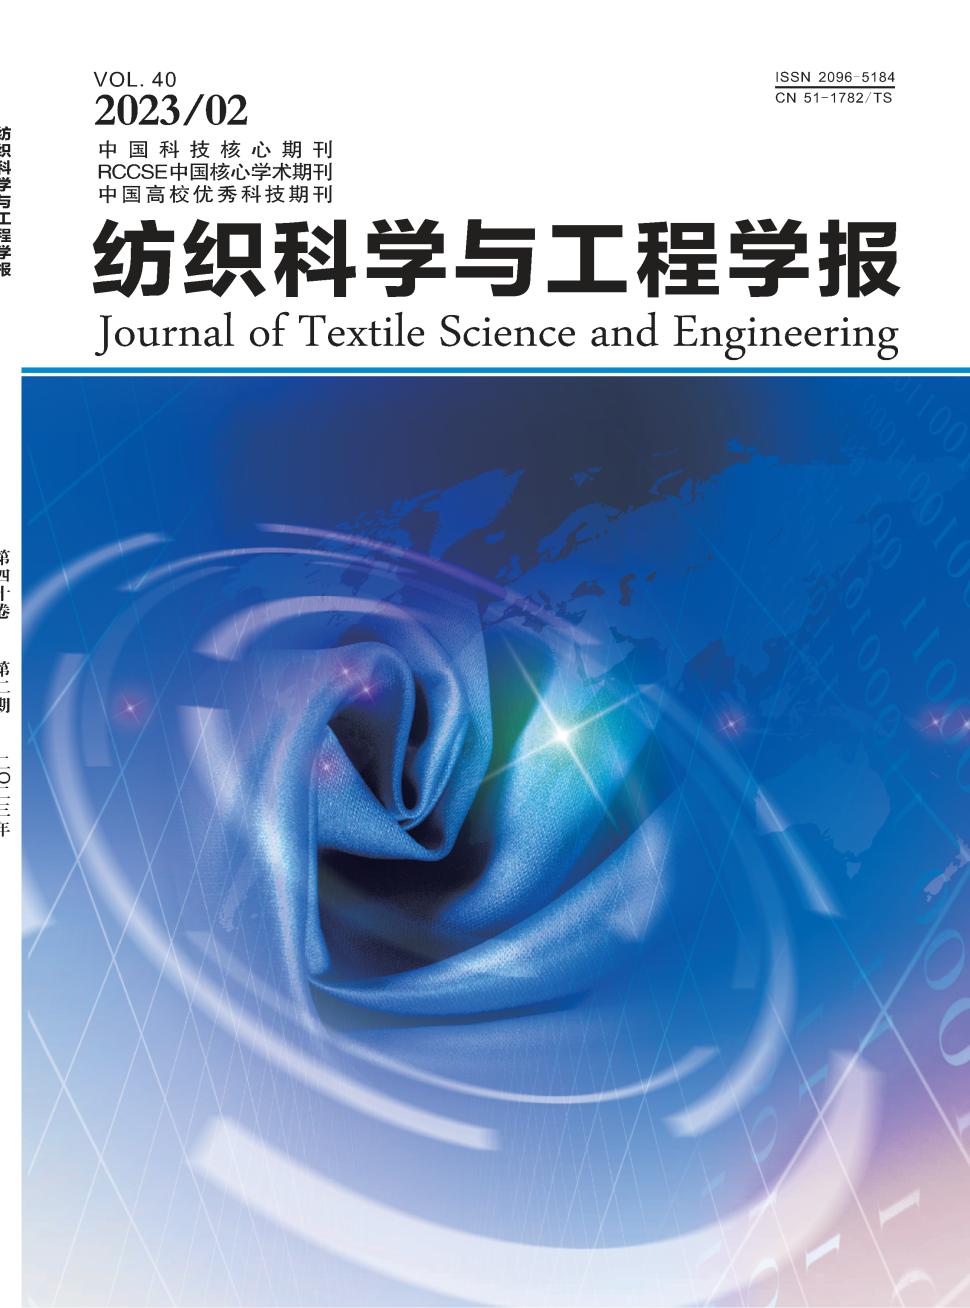 VOL. 40
2023/02
中国科技核心期刊
RCCSE中国核心学术期刊
中国高校优秀科技期刊
ISSN 2096-5184
CN 51-1782/TS
纺织科学与工程学报
Journal of Textile Science and Engineering
纺织科学与工程学报
第四十卷
第二期
二〇二三年